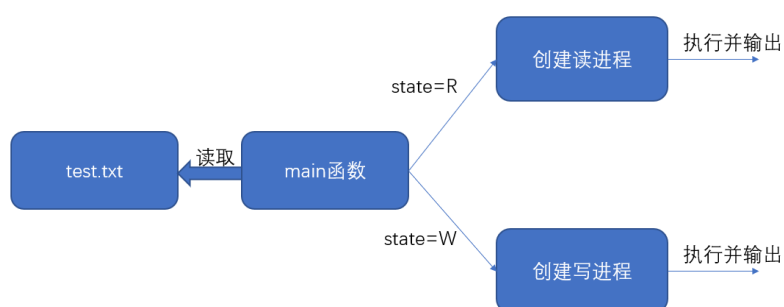 创建读进程
执行并输出
state=R
test.txt
读取
main函数
state=W
创建写进程
执行并输出